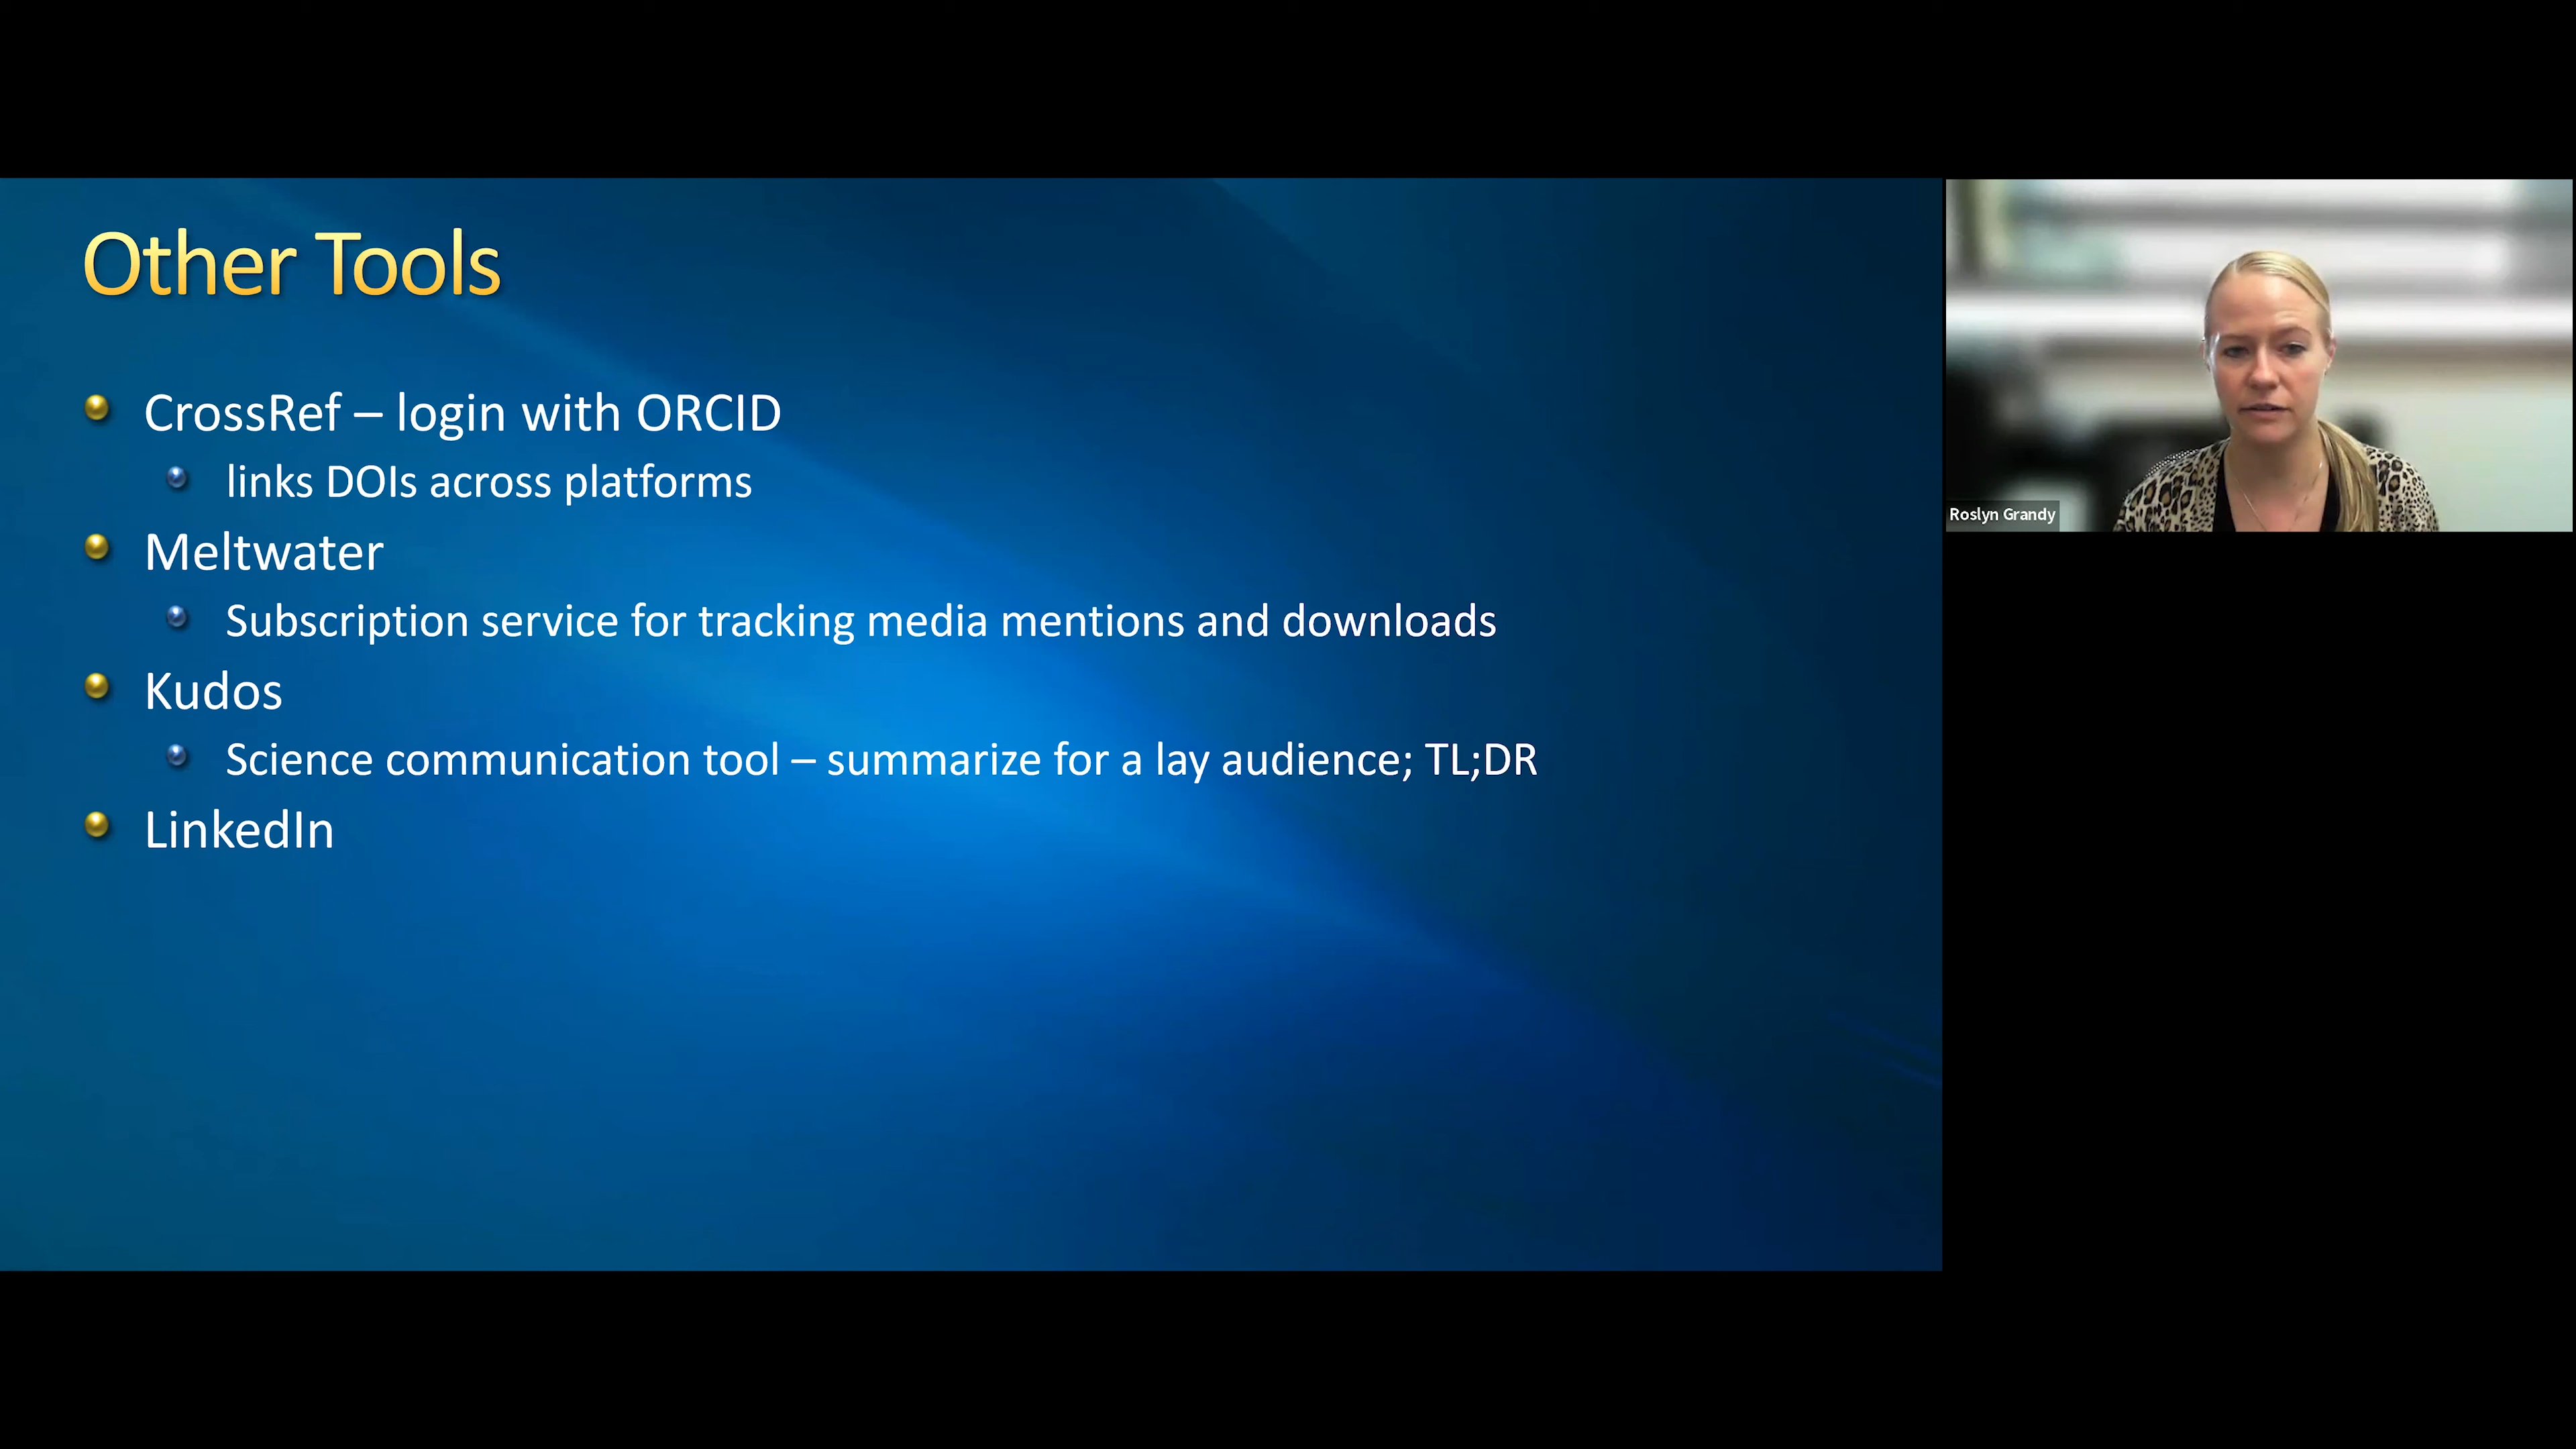 Other Tools
CrossRef – login with ORCID
links DOIs across platforms
Meltwater
Subscription service for tracking media mentions and downloads
Kudos
Science communication tool – summarize for a lay audience; TL;DR
LinkedIn
Roslyn Grandy